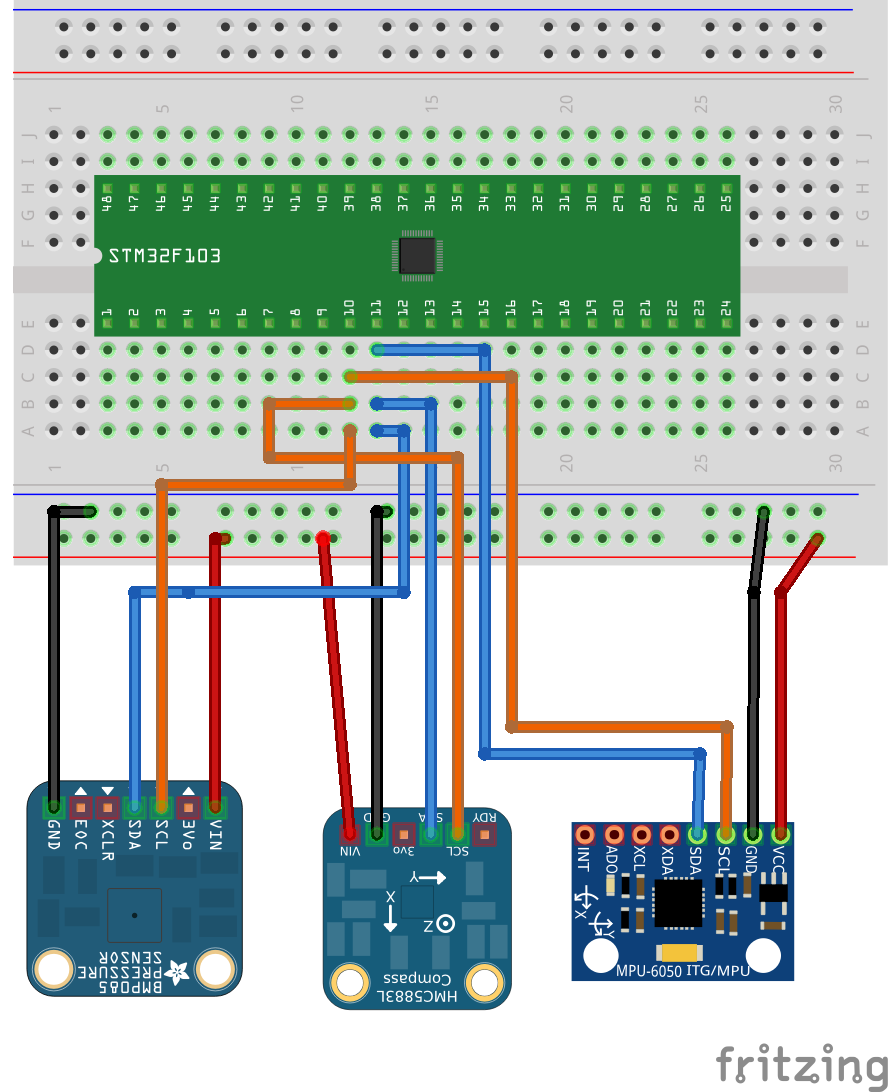 1 5 10 15 20 25 30
J J
I I
H H
G G
F F
48 47 46 45 44 43 42 41 40 39 38 37 36 35 34 33 32 31 30 29 28 27 26 25
STM32F103
1 2 3 4 5 6 7 8 9 10 11 12 13 14 15 16 17 18 19 20 21 22 23 24
E E
D D
C C
B B
A A
1 5 1 20 25 30
GND EOC XCLR SDA SCL 3Vo VIN
BMP085
PRESSURE
SENSOR
VIN GND 3vo SDA SCL RDY
Y
X
Z
HMC5883L
Compass
INT ADO XCL XDA SDA SCL GND VCC
X
Y
MPU-6050 ITG/MPU
fritzing